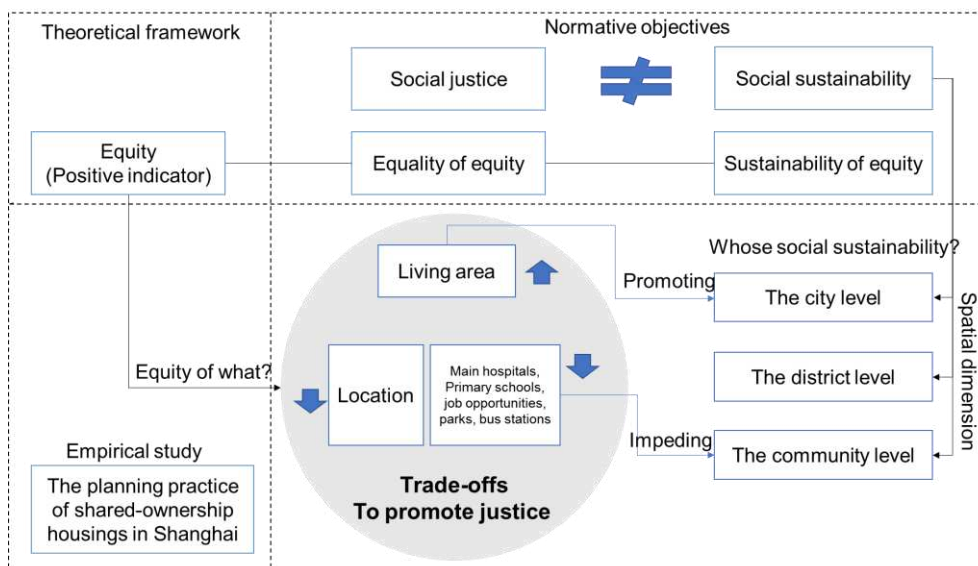 Theoretical framework
Normative objectives
Social justice
Social sustainability
Equity
(Positive indicator)
Equality of equity
Sustainability of equity
Living area
Whose social sustainability?
Promoting
The city level
Equity of what?
Location
Main hospitals,
Primary schools,
job opportunities,
parks, bus stations
The district level
Spatial dimension
Impeding
The community level
Trade-offs
To promote justice
Empirical study
The planning practice
of shared-ownership
housings in Shanghai